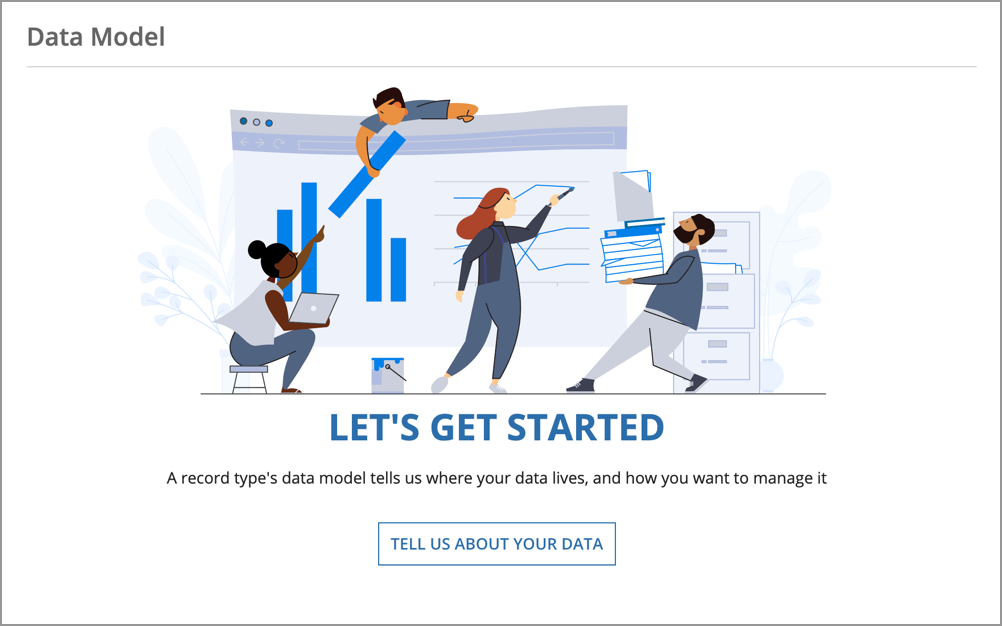 Data Model
LET'S GET STARTED
A record type's data model tells us where your data lives, and how you want to manage it
TELL US ABOUT YOUR DATA